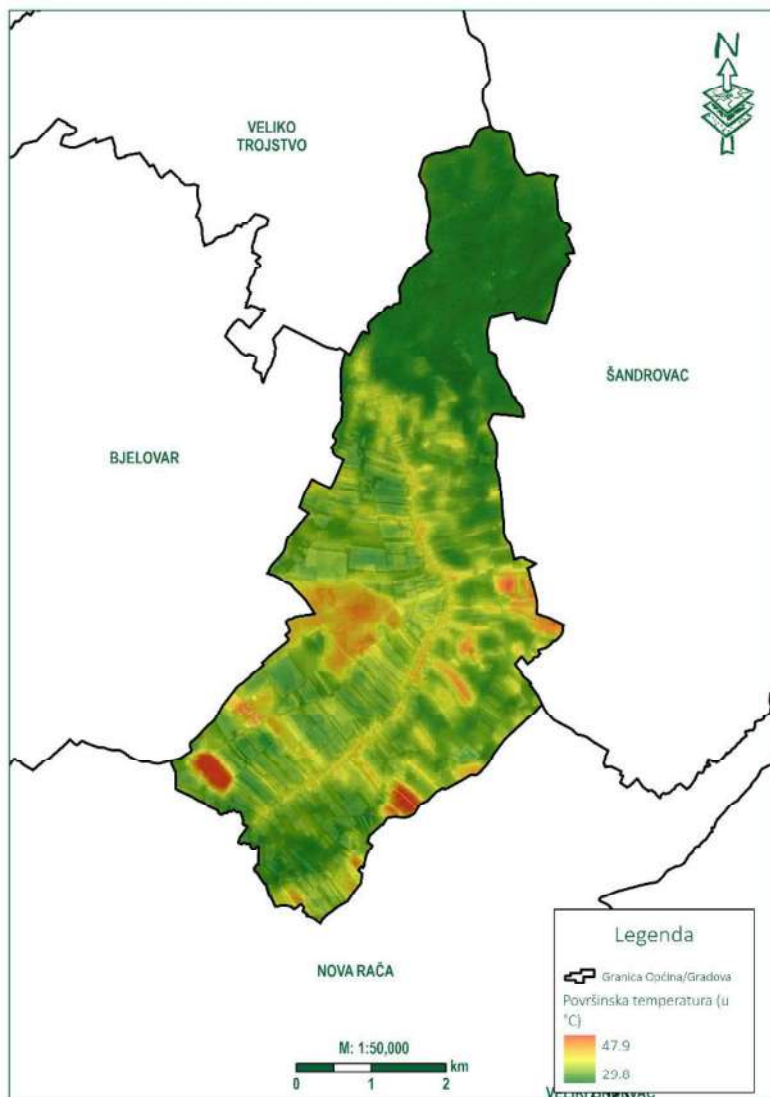 N
VELIKO
TROJSTVO
ŠANDROVAC
BJELOVAR
NOVA RAČA
Legenda
Granica Općina/Gradova
Površinska temperatura (u
°C)
47.9
29.8
M: 1:50,000
km
0 1 2
VELIKI